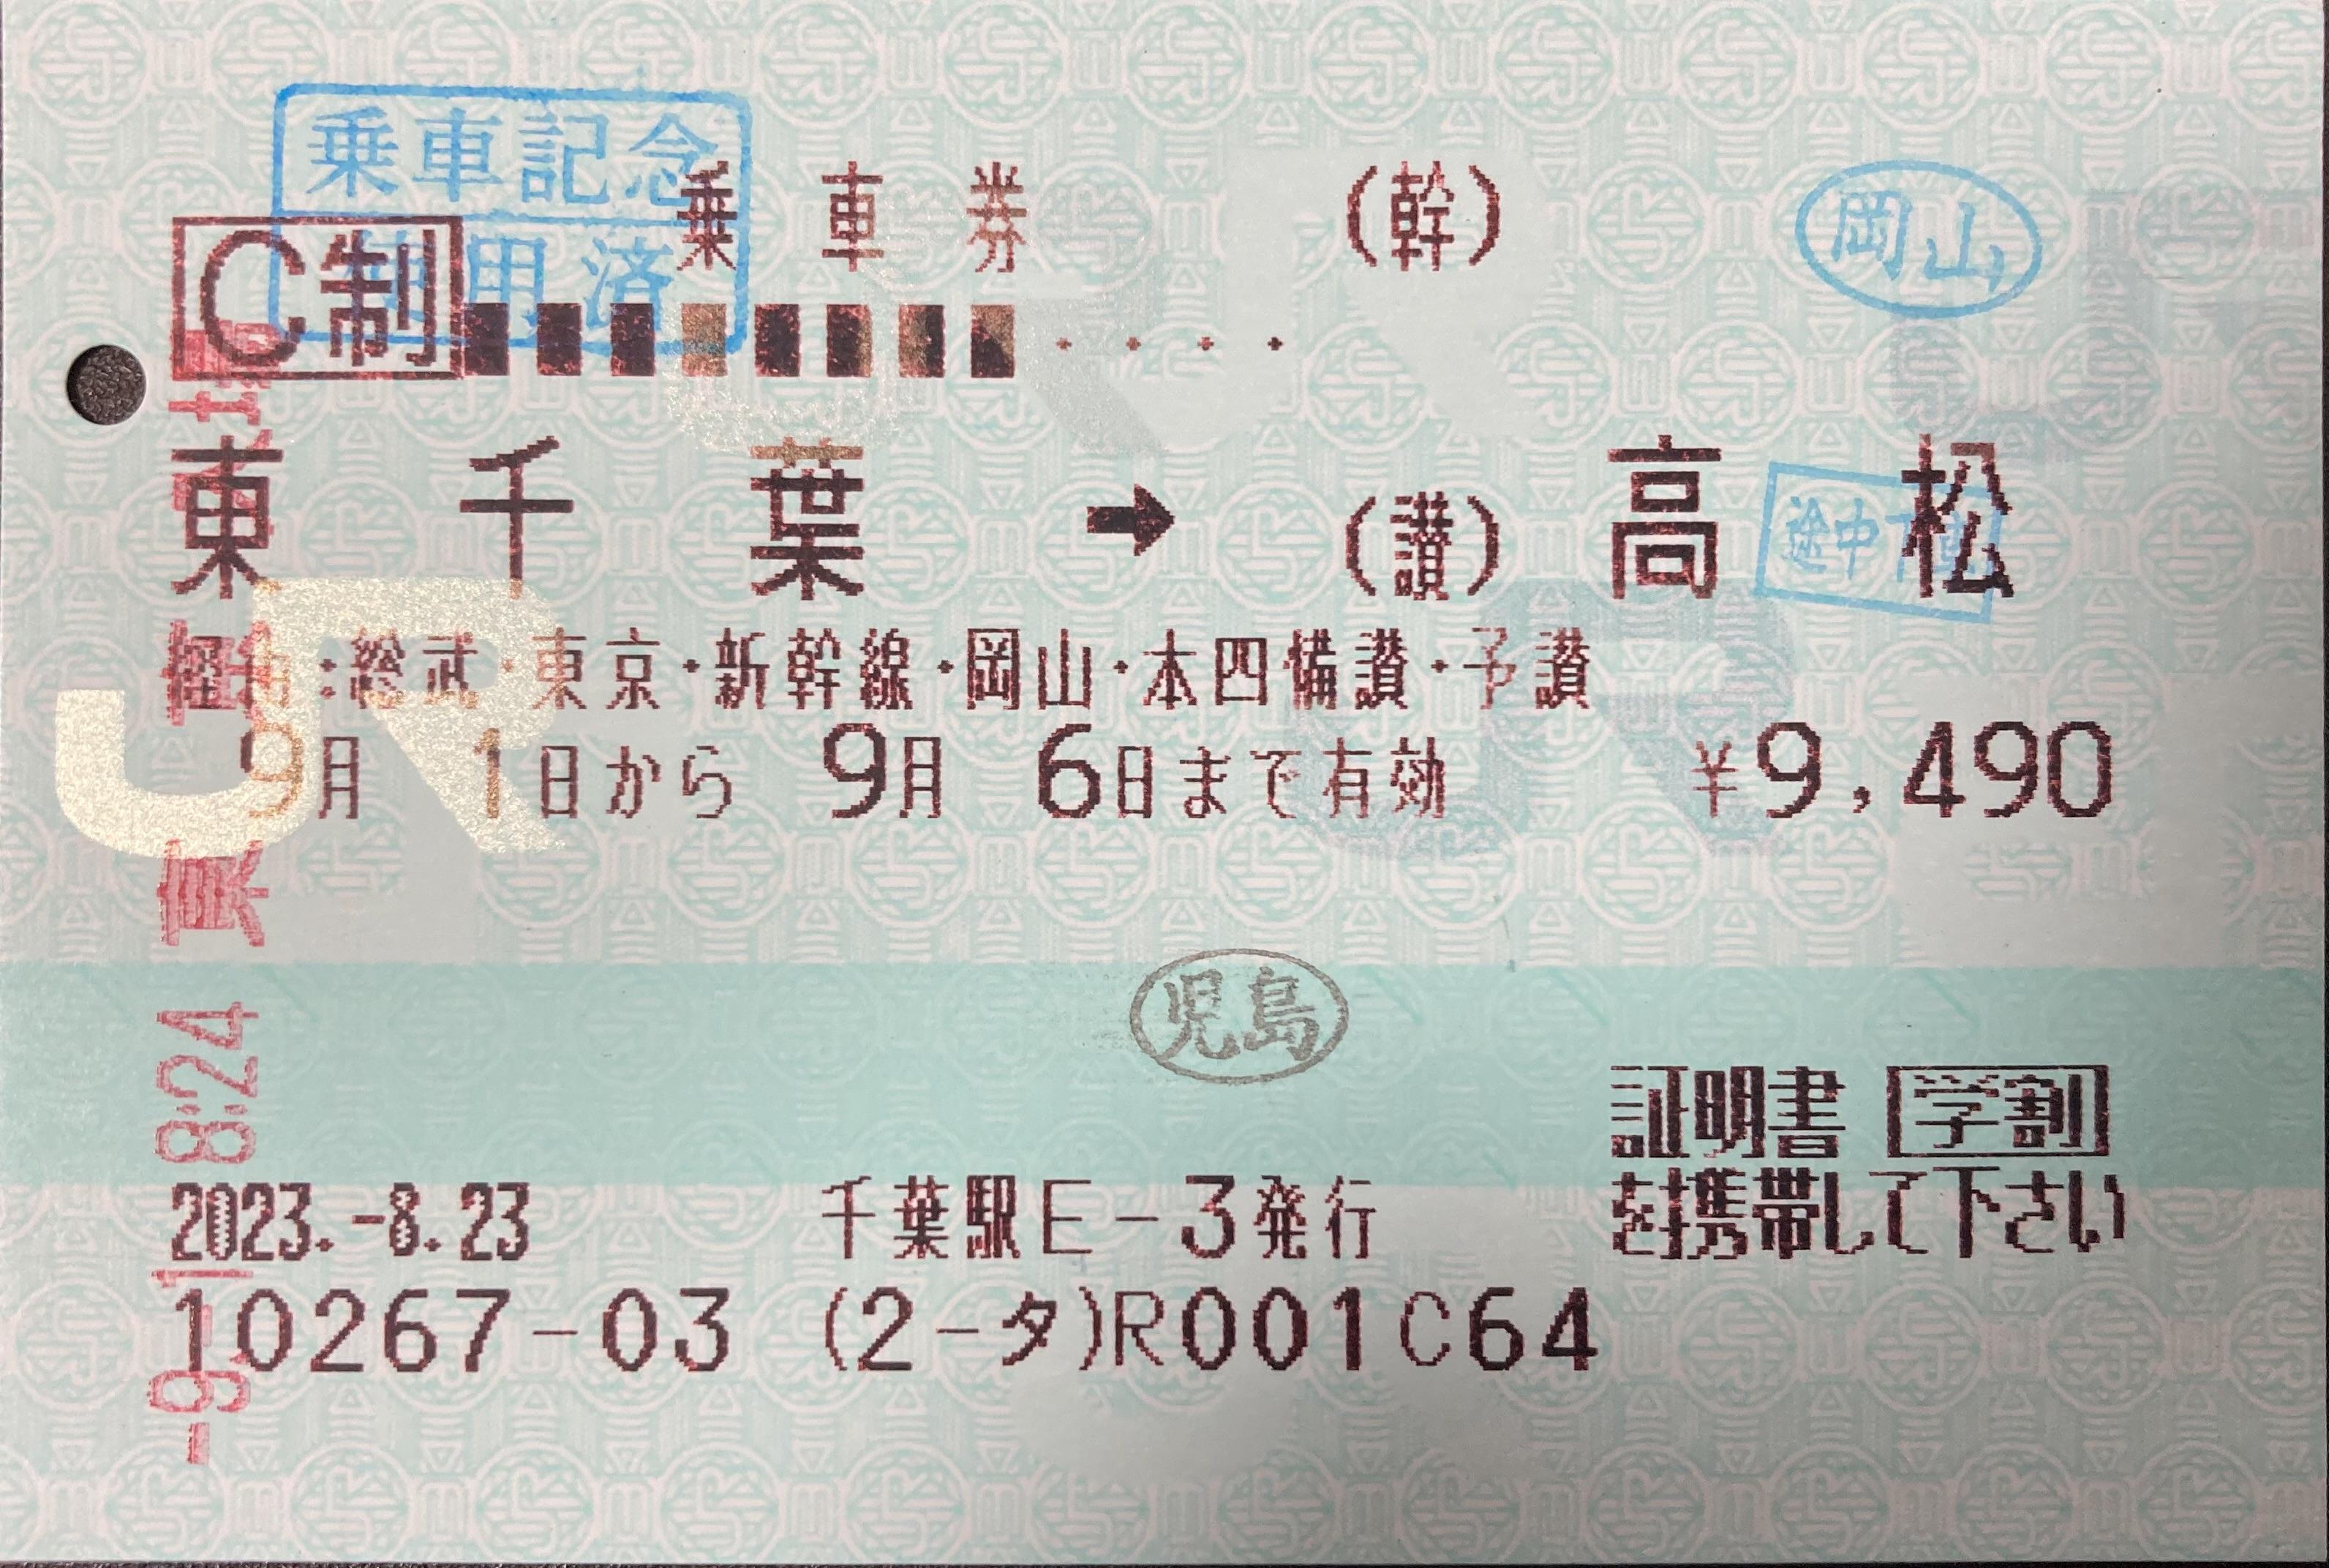 乗車記念
使用済
乗車券 (幹)
岡山
C制
東千葉 → (讃)高松
途中下車
経由:総武・東京・新幹線・岡山・本四備讃・予讃
9月 1日から 9月 6日まで有効 ¥9,490
JR
児島
証明書 学割
を携帯して下さい
2023.-8.23 千葉駅E-3発行
10267-03 (2-タ)R001C64
-9.-1 8:24 東